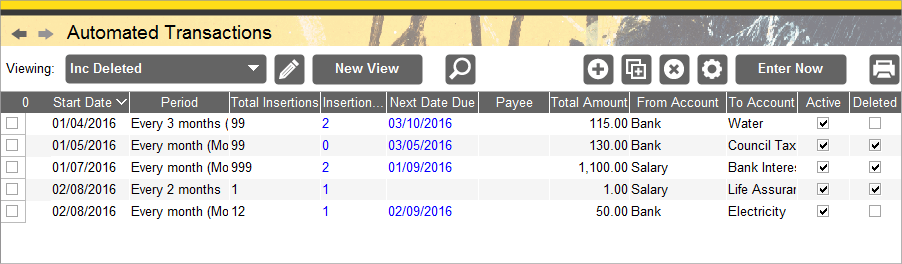 Automated Transactions
Viewing: Inc Deleted New View Enter Now
0 Start Date Period Total Insertions Insertion... Next Date Due Payee Total Amount From Account To Account Active Deleted
01/04/2016 Every 3 months ( 99 2 03/10/2016 115.00 Bank Water
01/05/2016 Every month (Mo 99 0 03/05/2016 130.00 Bank Council Tax
01/07/2016 Every month (Mo 999 2 01/09/2016 1,100.00 Salary Bank Interes
02/08/2016 Every 2 months 1 1 1.00 Salary Life Assurar
02/08/2016 Every month (Mo 12 1 02/09/2016 50.00 Bank Electricity